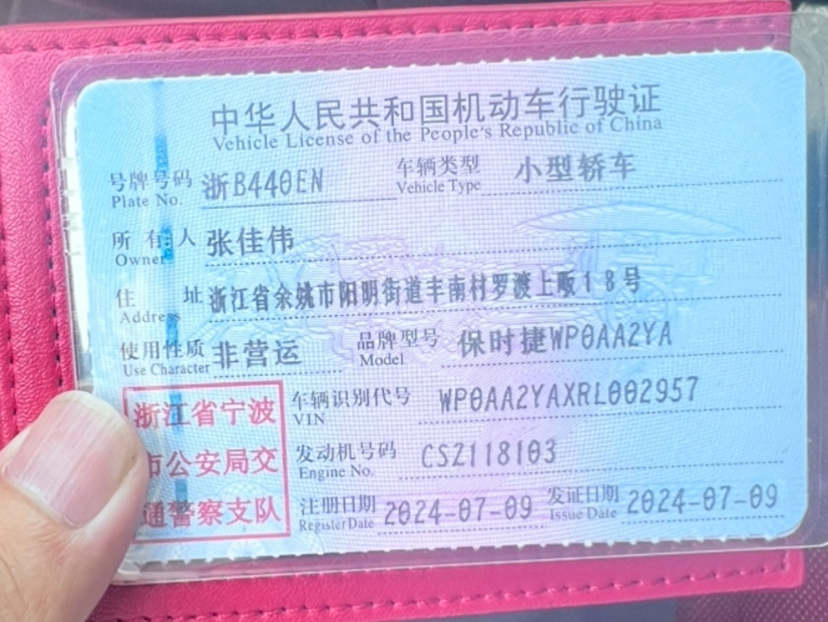 中华人民共和国机动车行驶证
Vehicle License of the People's Republic of China
号牌号码 浙B440EN 车辆类型 小型轿车
Plate No. Vehicle Type
所有人 张佳伟
Owner
住址 浙江省余姚市阳明街道丰南村罗渡上畈18号
Address
使用性质 非营运 品牌型号 保时捷WP0AA2YA
Use Character Model
浙江省宁波
市公安局交
通警察支队
车辆识别代号 WP0AA2YAXRL002957
VIN
发动机号码 CSZ118103
Engine No.
注册日期 2024-07-09 发证日期 2024-07-09
Register Date Issue Date